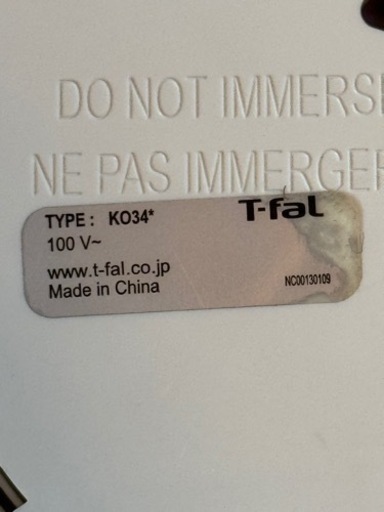 DO NOT IMMERSE
NE PAS IMMERGER
TYPE : KO34*
T-fal
100 V~
www.t-fal.co.jp
Made in China
NC00130109